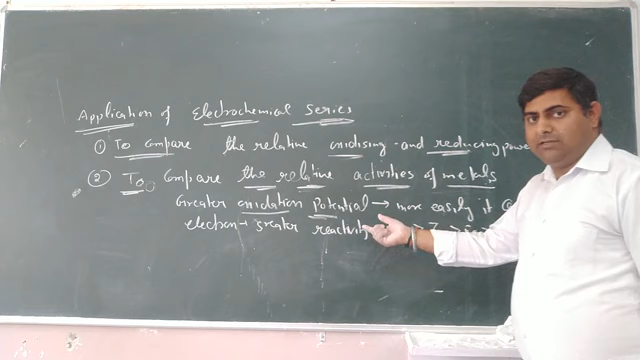 Application of Electrochemical Series
① To compare the relative oxidising and reducing power
② To compare the relative activities of metals
Greater oxidation Potential → more easily it
electron → greater reactivity